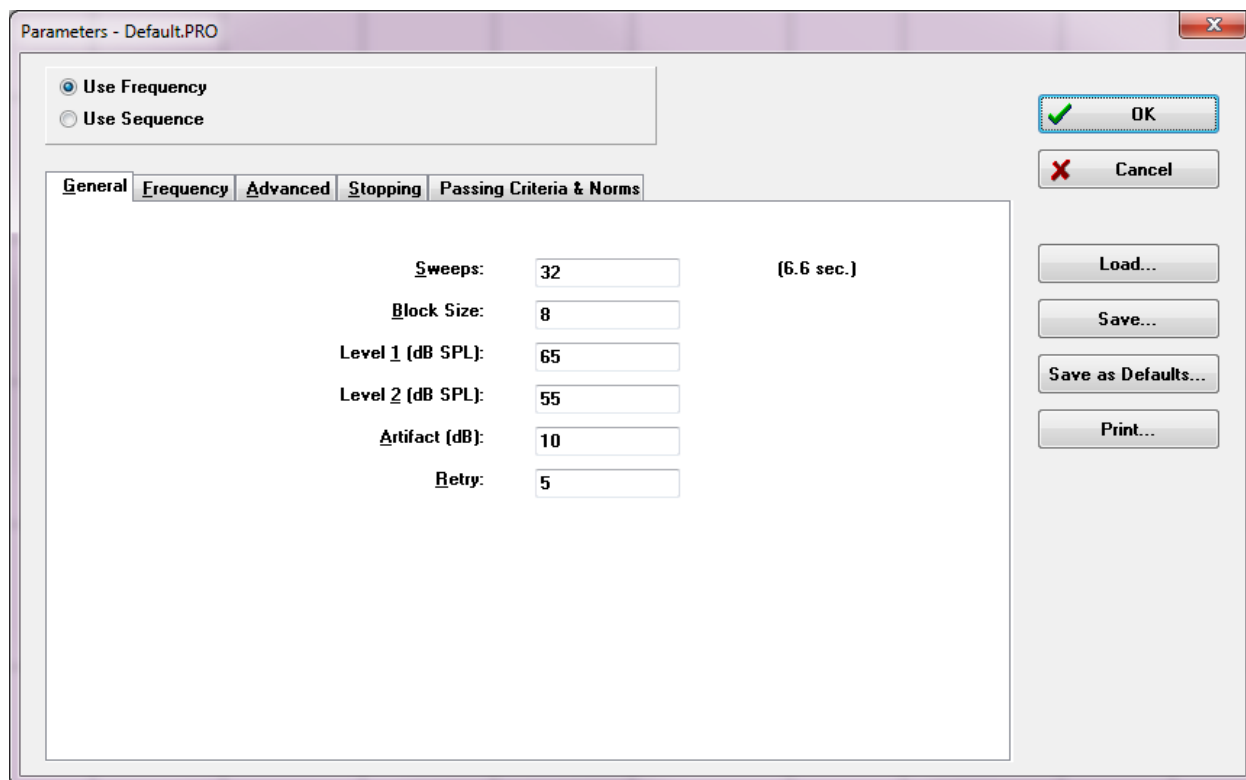 Parameters - Default.PRO
Use Frequency
Use Sequence
OK
Cancel
General Frequency Advanced Stopping Passing Criteria & Norms
Sweeps: 32 (6.6 sec.)
Block Size: 8
Level 1 (dB SPL): 65
Level 2 (dB SPL): 55
Artifact (dB): 10
Retry: 5
Load...
Save...
Save as Defaults...
Print...